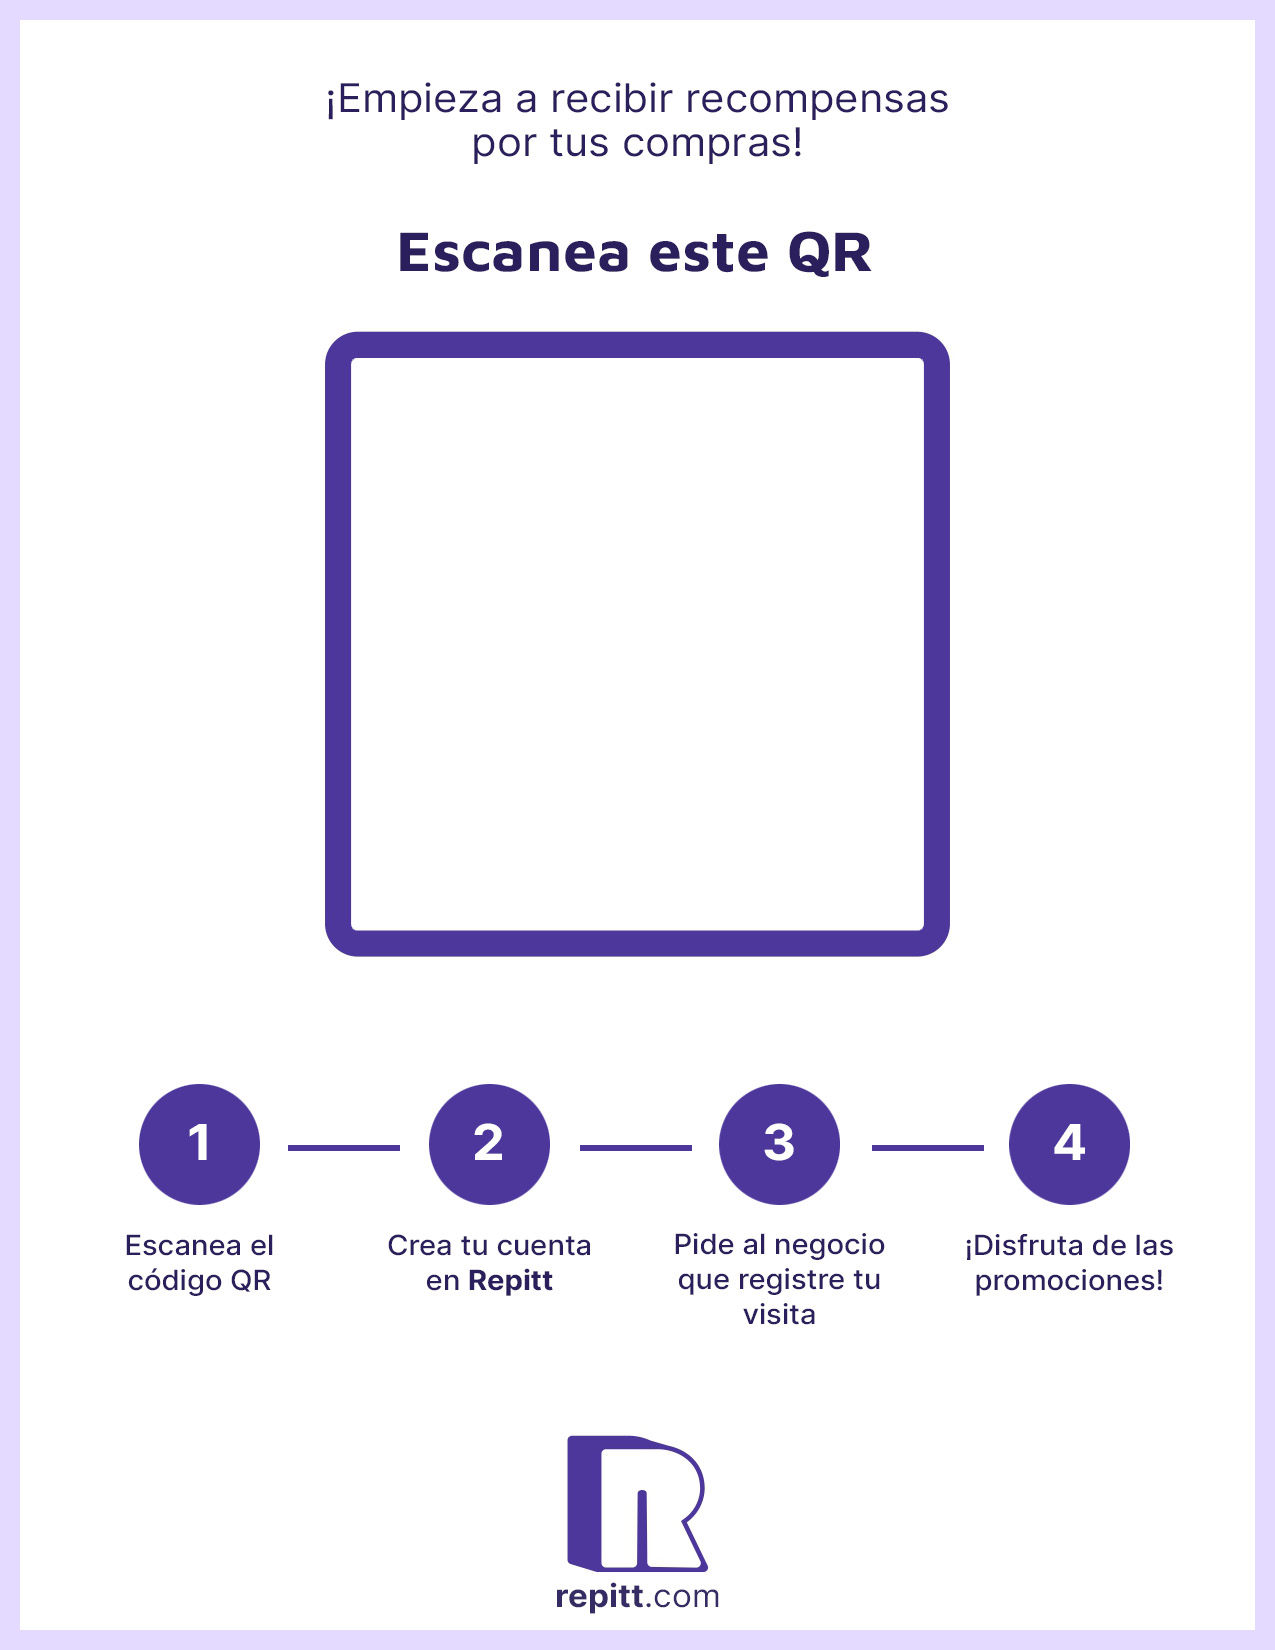 ¡Empieza a recibir recompensas
por tus compras!
Escanea este QR
1
2
3
4
Escanea el
código QR
Crea tu cuenta
en Repitt
Pide al negocio
que registre tu
visita
¡Disfruta de las
promociones!
R
repitt.com